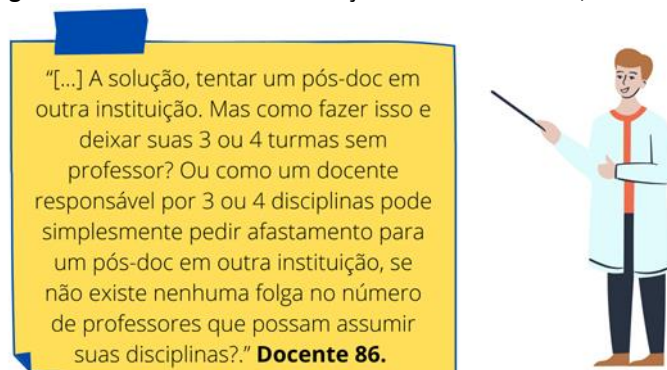 “[...] A solução, tentar um pós-doc em
outra instituição. Mas como fazer isso e
deixar suas 3 ou 4 turmas sem
professor? Ou como um docente
responsável por 3 ou 4 disciplinas pode
simplesmente pedir afastamento para
um pós-doc em outra instituição, se
não existe nenhuma folga no número
de professores que possam assumir
suas disciplinas?.” Docente 86.